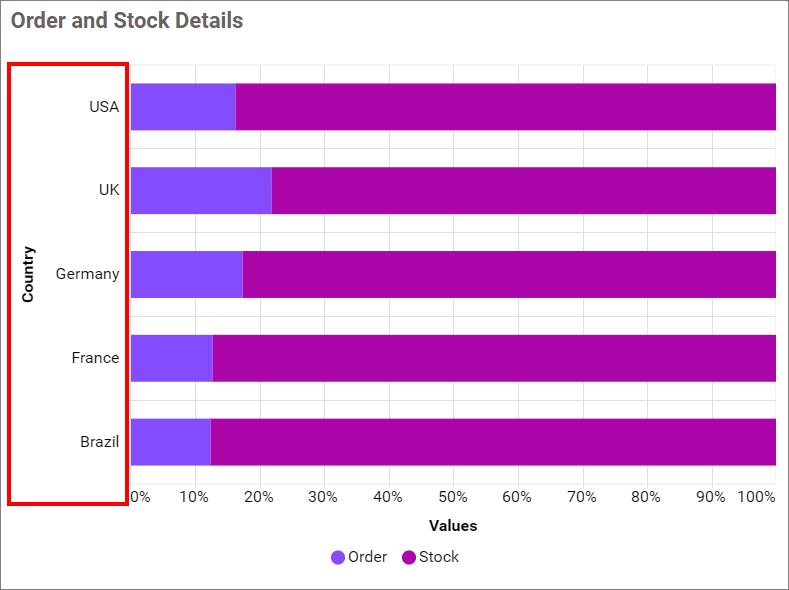 Order and Stock Details
Country
USA
UK
Germany
France
Brazil
0% 10% 20% 30% 40% 50% 60% 70% 80% 90% 100%
Values
Order Stock